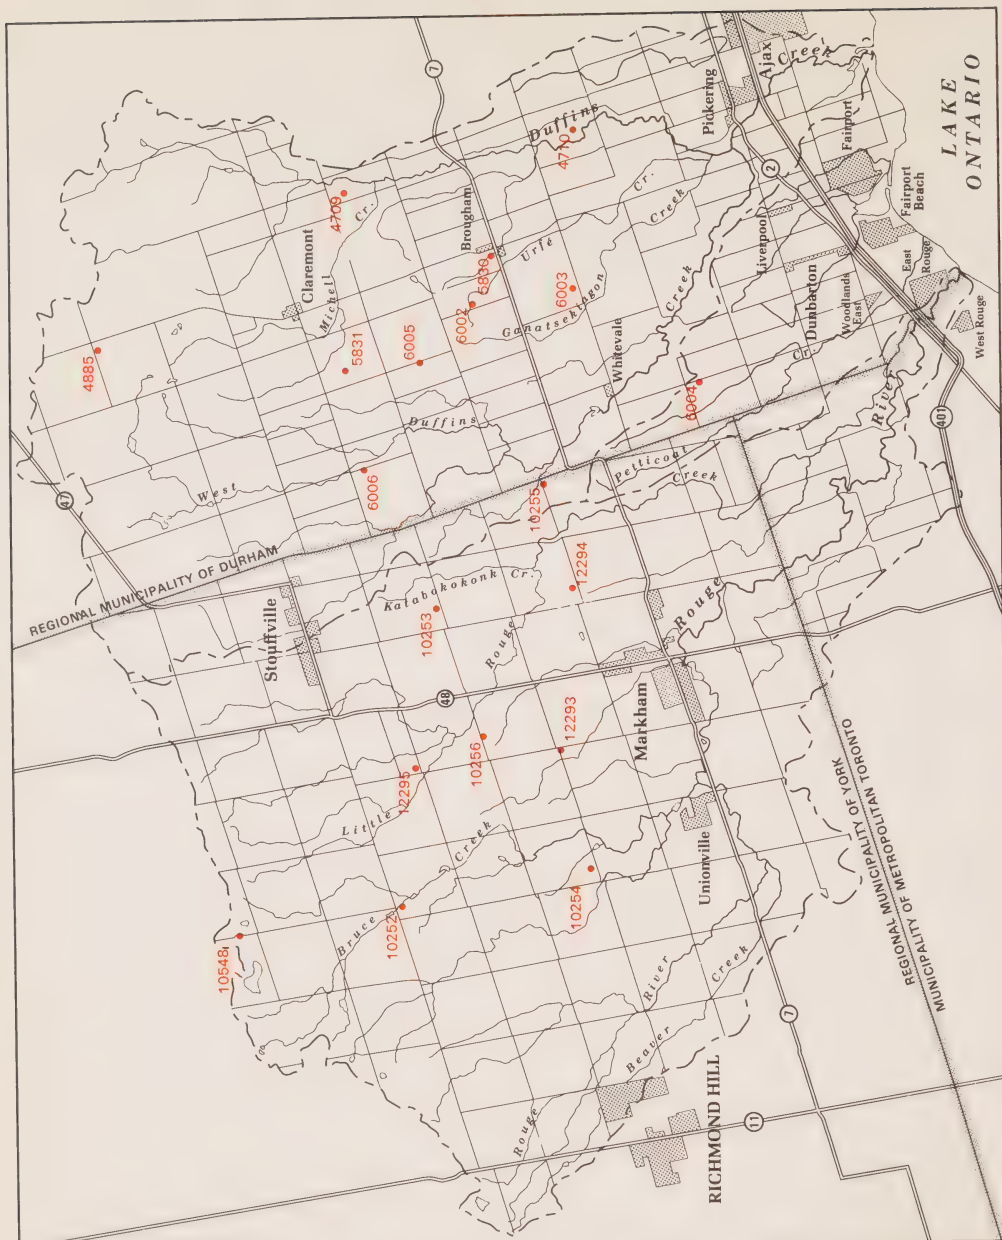 LAKE
ONTARIO
Ajax
Pickering
Creek
Duffins
7
4710
4709
Cr.
Claremont
Michell
Brougham
5830
Urfé
Cr.
Creek
2
Fairport
Fairport
Beach
Liverpool
East
Rouge
Dunbarton
Woodlands
East
West Rouge
4885
5831
6005
6002
6003
Ganatsekiagon
Creek
Whitevale
6004
Cr.
River
401
Duffins
West
6006
47
REGIONAL MUNICIPALITY OF DURHAM
10255
Petticoat
Creek
12294
Katabokokonk Cr.
10253
Stouffville
Rouge
Rouge
48
Markham
12293
10256
12295
Little
Creek
Bruce
10252
10254
Unionville
10548
REGIONAL MUNICIPALITY OF YORK
MUNICIPALITY OF METROPOLITAN TORONTO
River
Creek
Beaver
Rouge
7
RICHMOND HILL
11